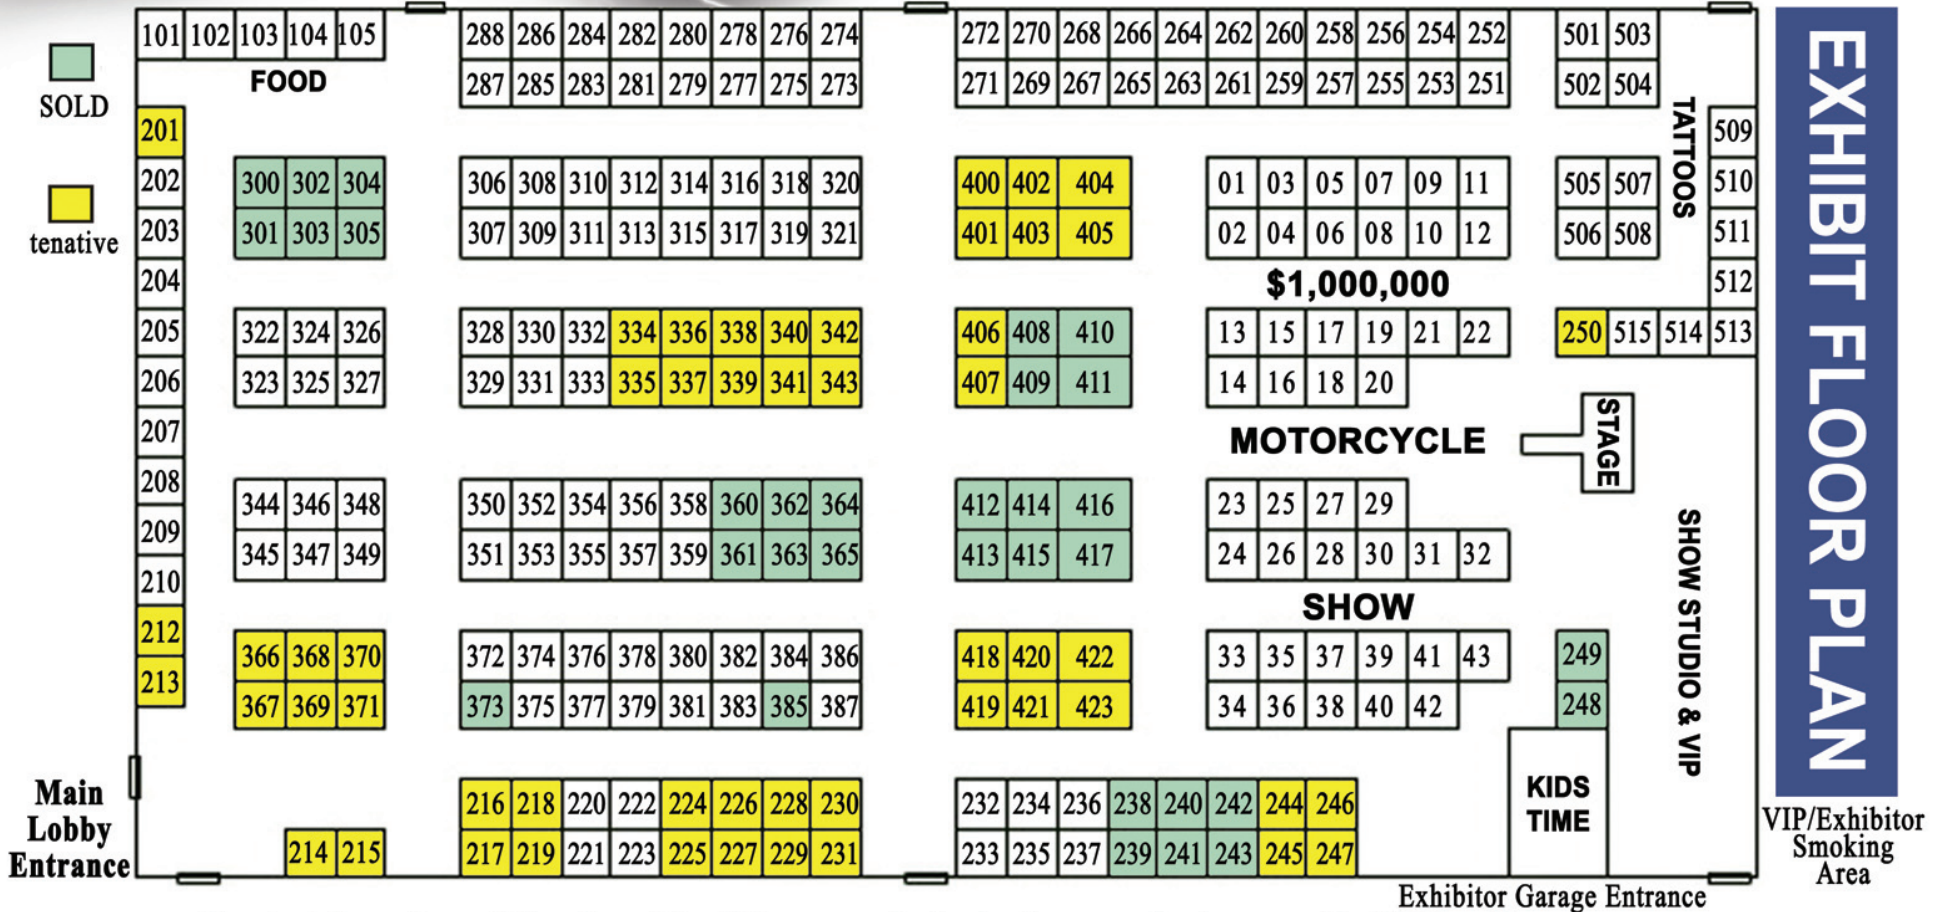 EXHIBIT FLOOR PLAN
SOLD
tenative
101 102 103 104 105
FOOD
288 286 284 282 280 278 276 274
287 285 283 281 279 277 275 273
272 270 268 266 264 262 260 258 256 254 252
271 269 267 265 263 261 259 257 255 253 251
501 503
502 504
TATTOOS
509
510
511
512
201
202
203
204
205
206
207
208
209
210
212
213
300 302 304
301 303 305
306 308 310 312 314 316 318 320
307 309 311 313 315 317 319 321
400 402 404
401 403 405
01 03 05 07 09 11
02 04 06 08 10 12
505 507
506 508
$1,000,000
322 324 326
323 325 327
328 330 332 334 336 338 340 342
329 331 333 335 337 339 341 343
406 408 410
407 409 411
13 15 17 19 21 22
14 16 18 20
250 515 514 513
MOTORCYCLE
STAGE
344 346 348
345 347 349
350 352 354 356 358 360 362 364
351 353 355 357 359 361 363 365
412 414 416
413 415 417
23 25 27 29
24 26 28 30 31 32
SHOW
SHOW STUDIO & VIP
366 368 370
367 369 371
372 374 376 378 380 382 384 386
373 375 377 379 381 383 385 387
418 420 422
419 421 423
33 35 37 39 41 43
34 36 38 40 42
249
248
Main
Lobby
Entrance
214 215
216 218 220 222 224 226 228 230
217 219 221 223 225 227 229 231
232 234 236 238 240 242 244 246
233 235 237 239 241 243 245 247
KIDS
TIME
VIP/Exhibitor
Smoking
Area
Exhibitor Garage Entrance